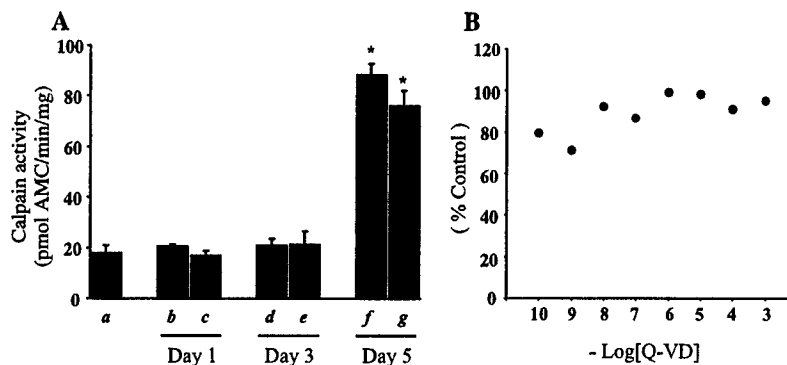 A
Calpain activity
(pmol AMC/min/mg)
100
80
60
40
20
0
* *
a b c d e f g
Day 1 Day 3 Day 5
B
( % Control )
120
100
80
60
40
20
0
10 9 8 7 6 5 4 3
- Log[Q-VD]